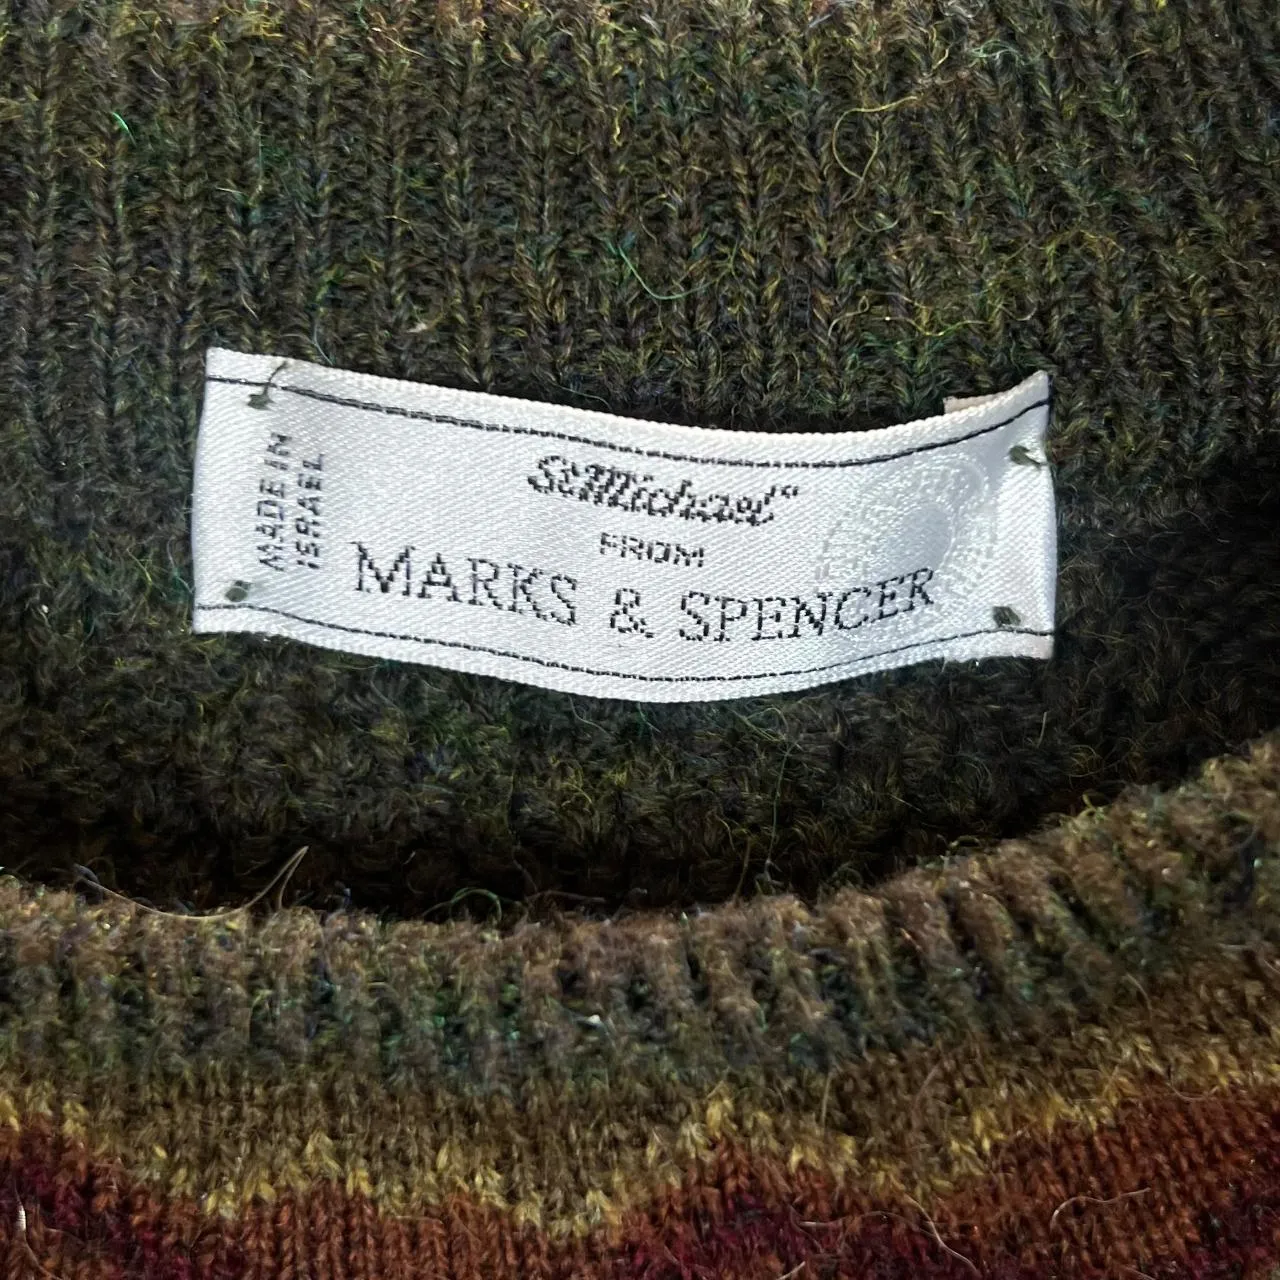 St Michael®
FROM
MARKS & SPENCER
MADE IN
ISRAEL